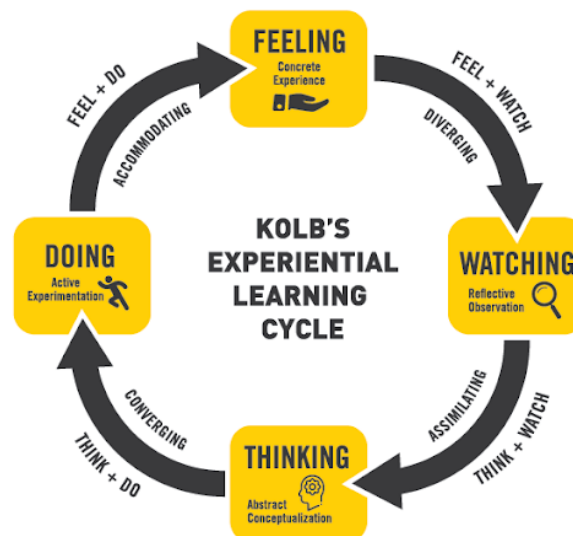 FEELING
Concrete
Experience
FEEL + DO
ACCOMMODATING
FEEL + WATCH
DIVERGING
DOING
Active
Experimentation
KOLB'S
EXPERIENTIAL
LEARNING
CYCLE
WATCHING
Reflective
Observation
CONVERGING
THINK + DO
ASSIMILATING
THINK + WATCH
THINKING
Abstract
Conceptualization